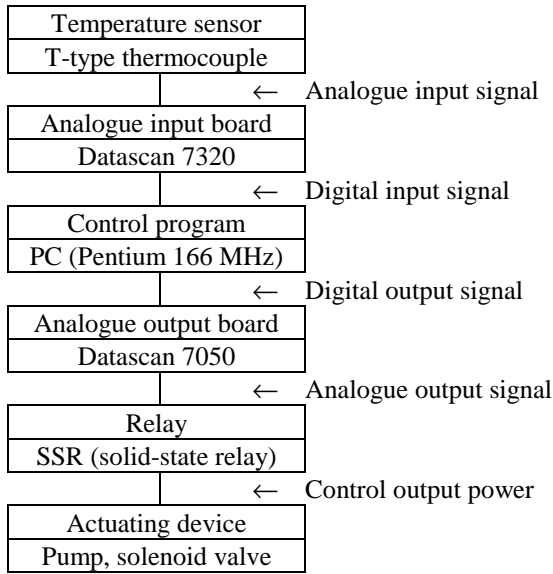 Temperature sensor
T-type thermocouple
← Analogue input signal
Analogue input board
Datascan 7320
← Digital input signal
Control program
PC (Pentium 166 MHz)
← Digital output signal
Analogue output board
Datascan 7050
← Analogue output signal
Relay
SSR (solid-state relay)
← Control output power
Actuating device
Pump, solenoid valve